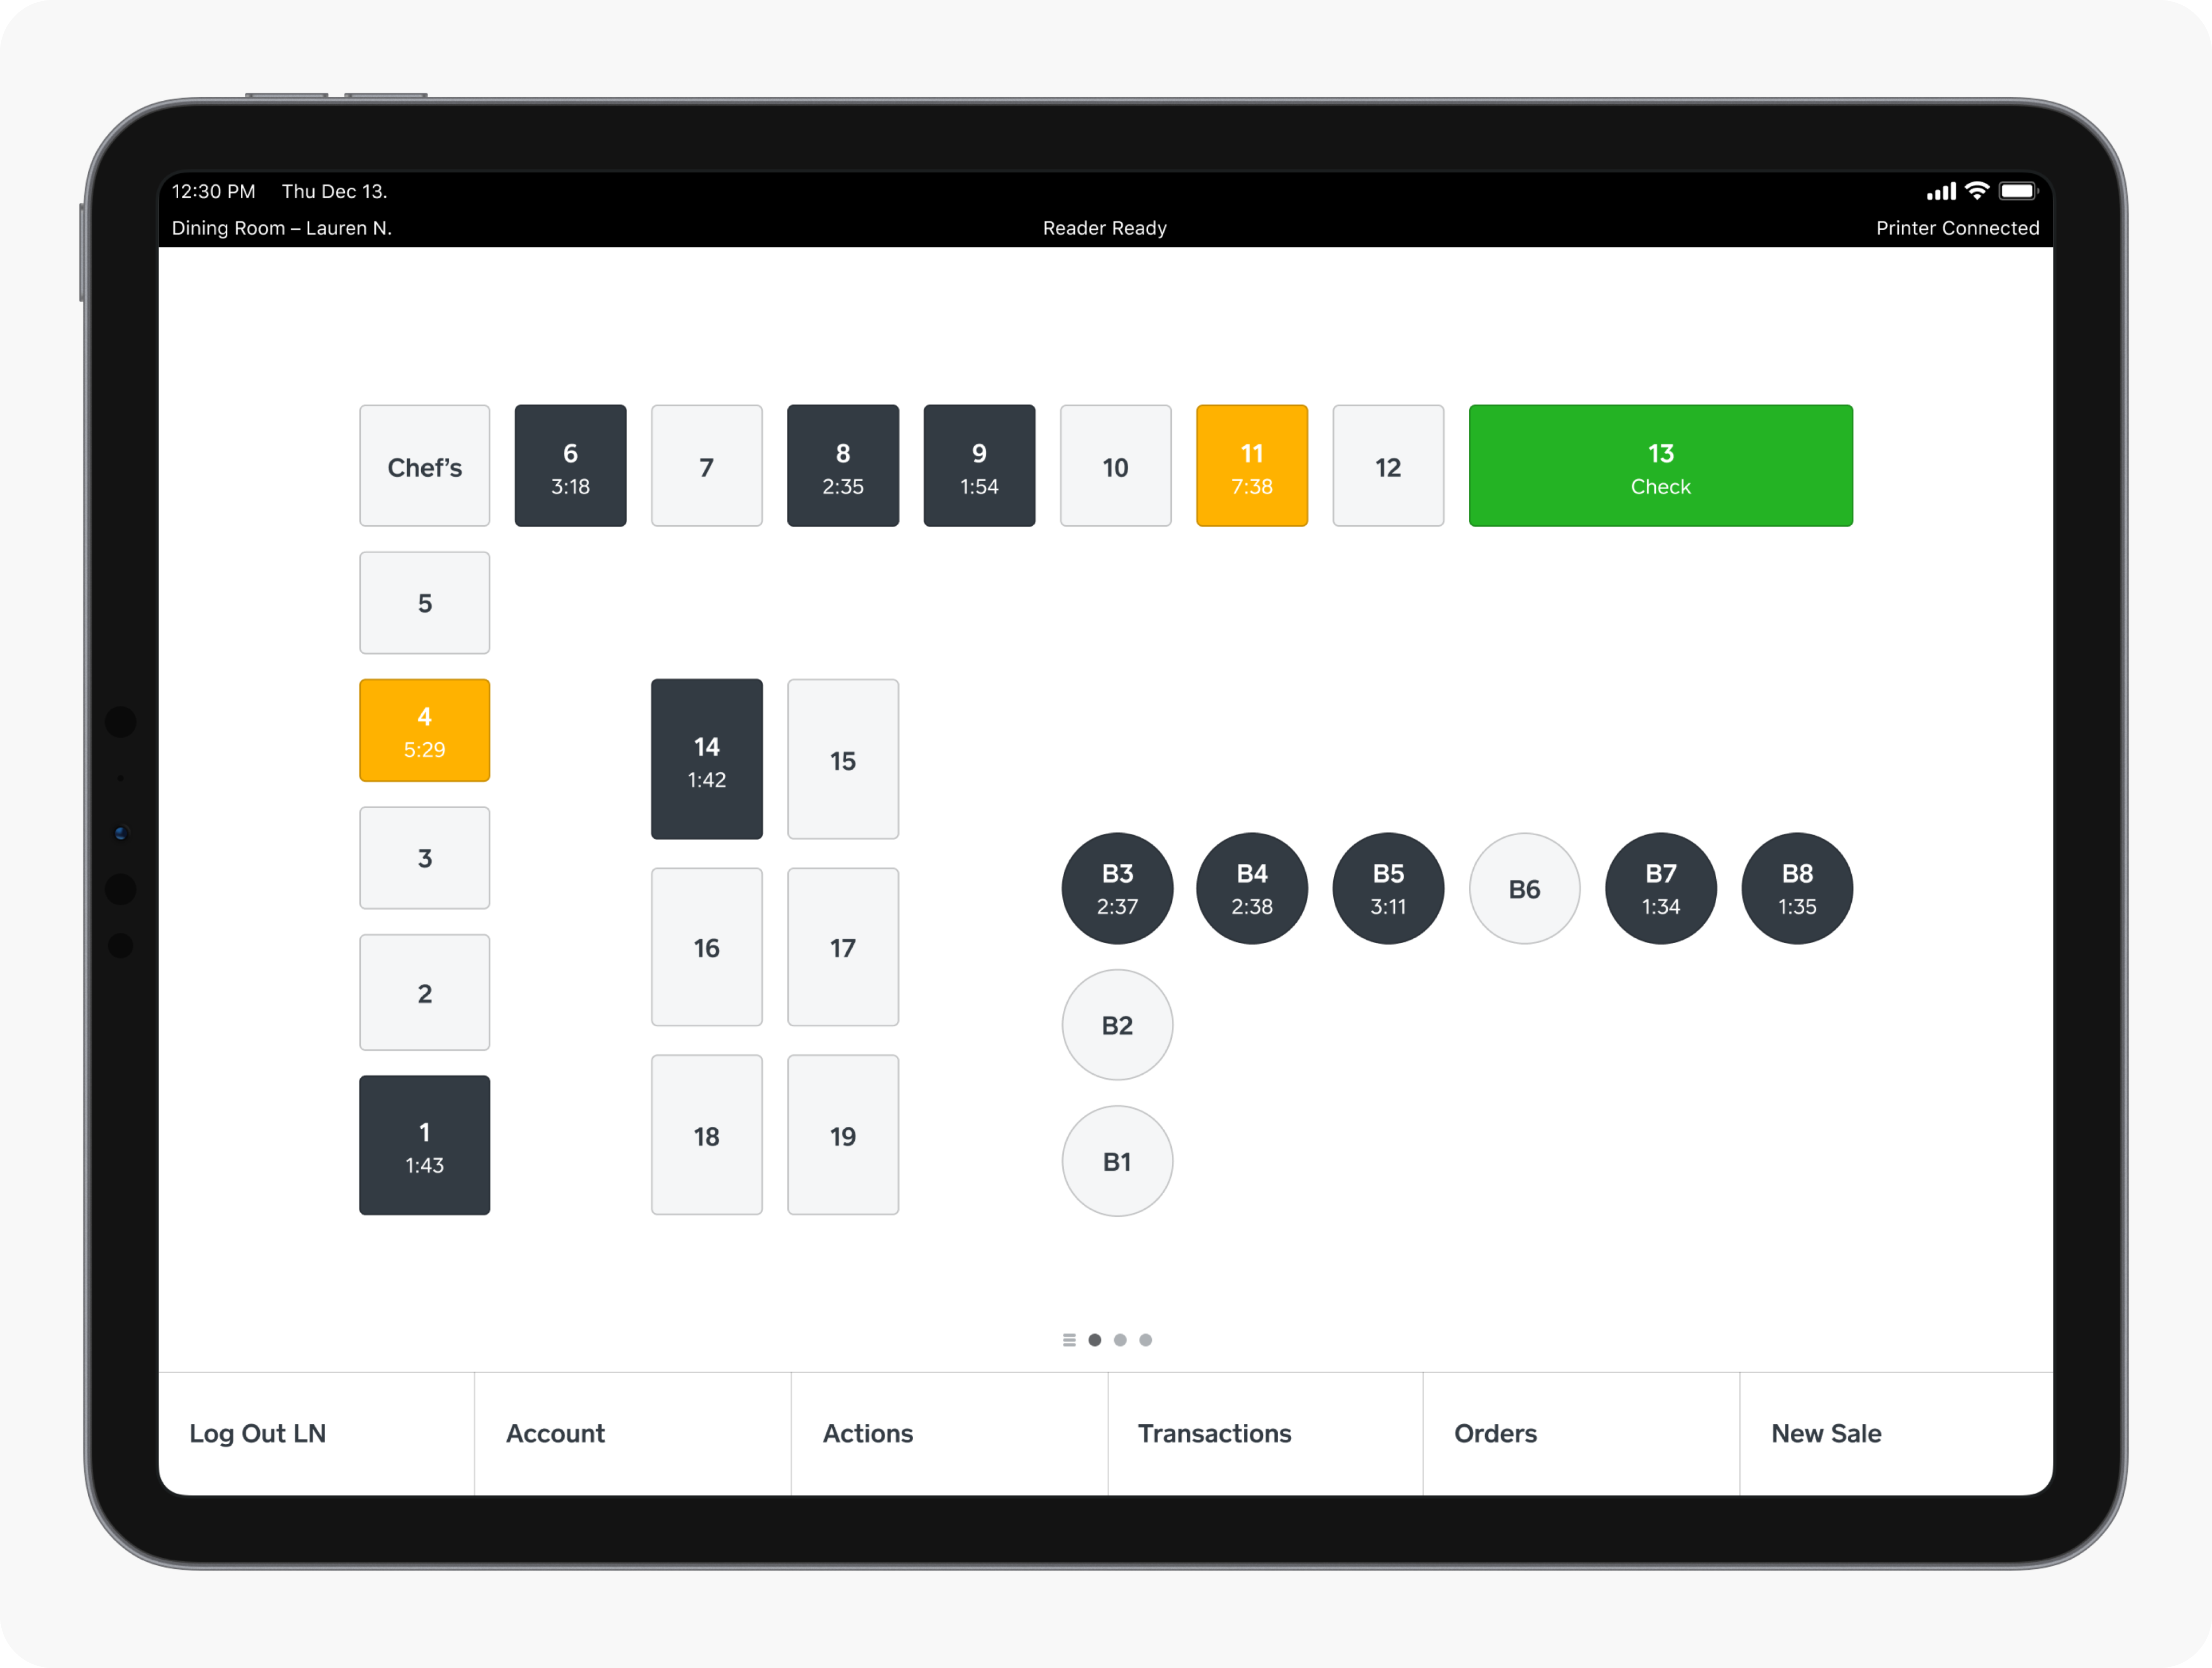 12:30 PM Thu Dec 13.
Dining Room – Lauren N.
Reader Ready
Printer Connected
Chef’s
6
3:18
7
8
2:35
9
1:54
10
11
7:38
12
13
Check
5
4
5:29
3
2
1
1:43
14
1:42
15
16
17
18
19
B3
2:37
B4
2:38
B5
3:11
B6
B7
1:34
B8
1:35
B2
B1
Log Out LN
Account
Actions
Transactions
Orders
New Sale